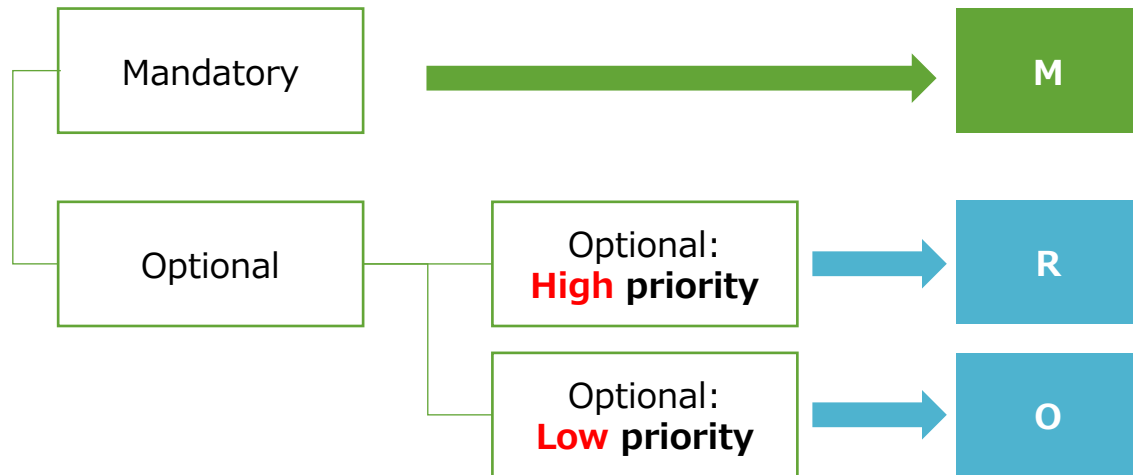 Mandatory
M
Optional
Optional:
High priority
R
Optional:
Low priority
O